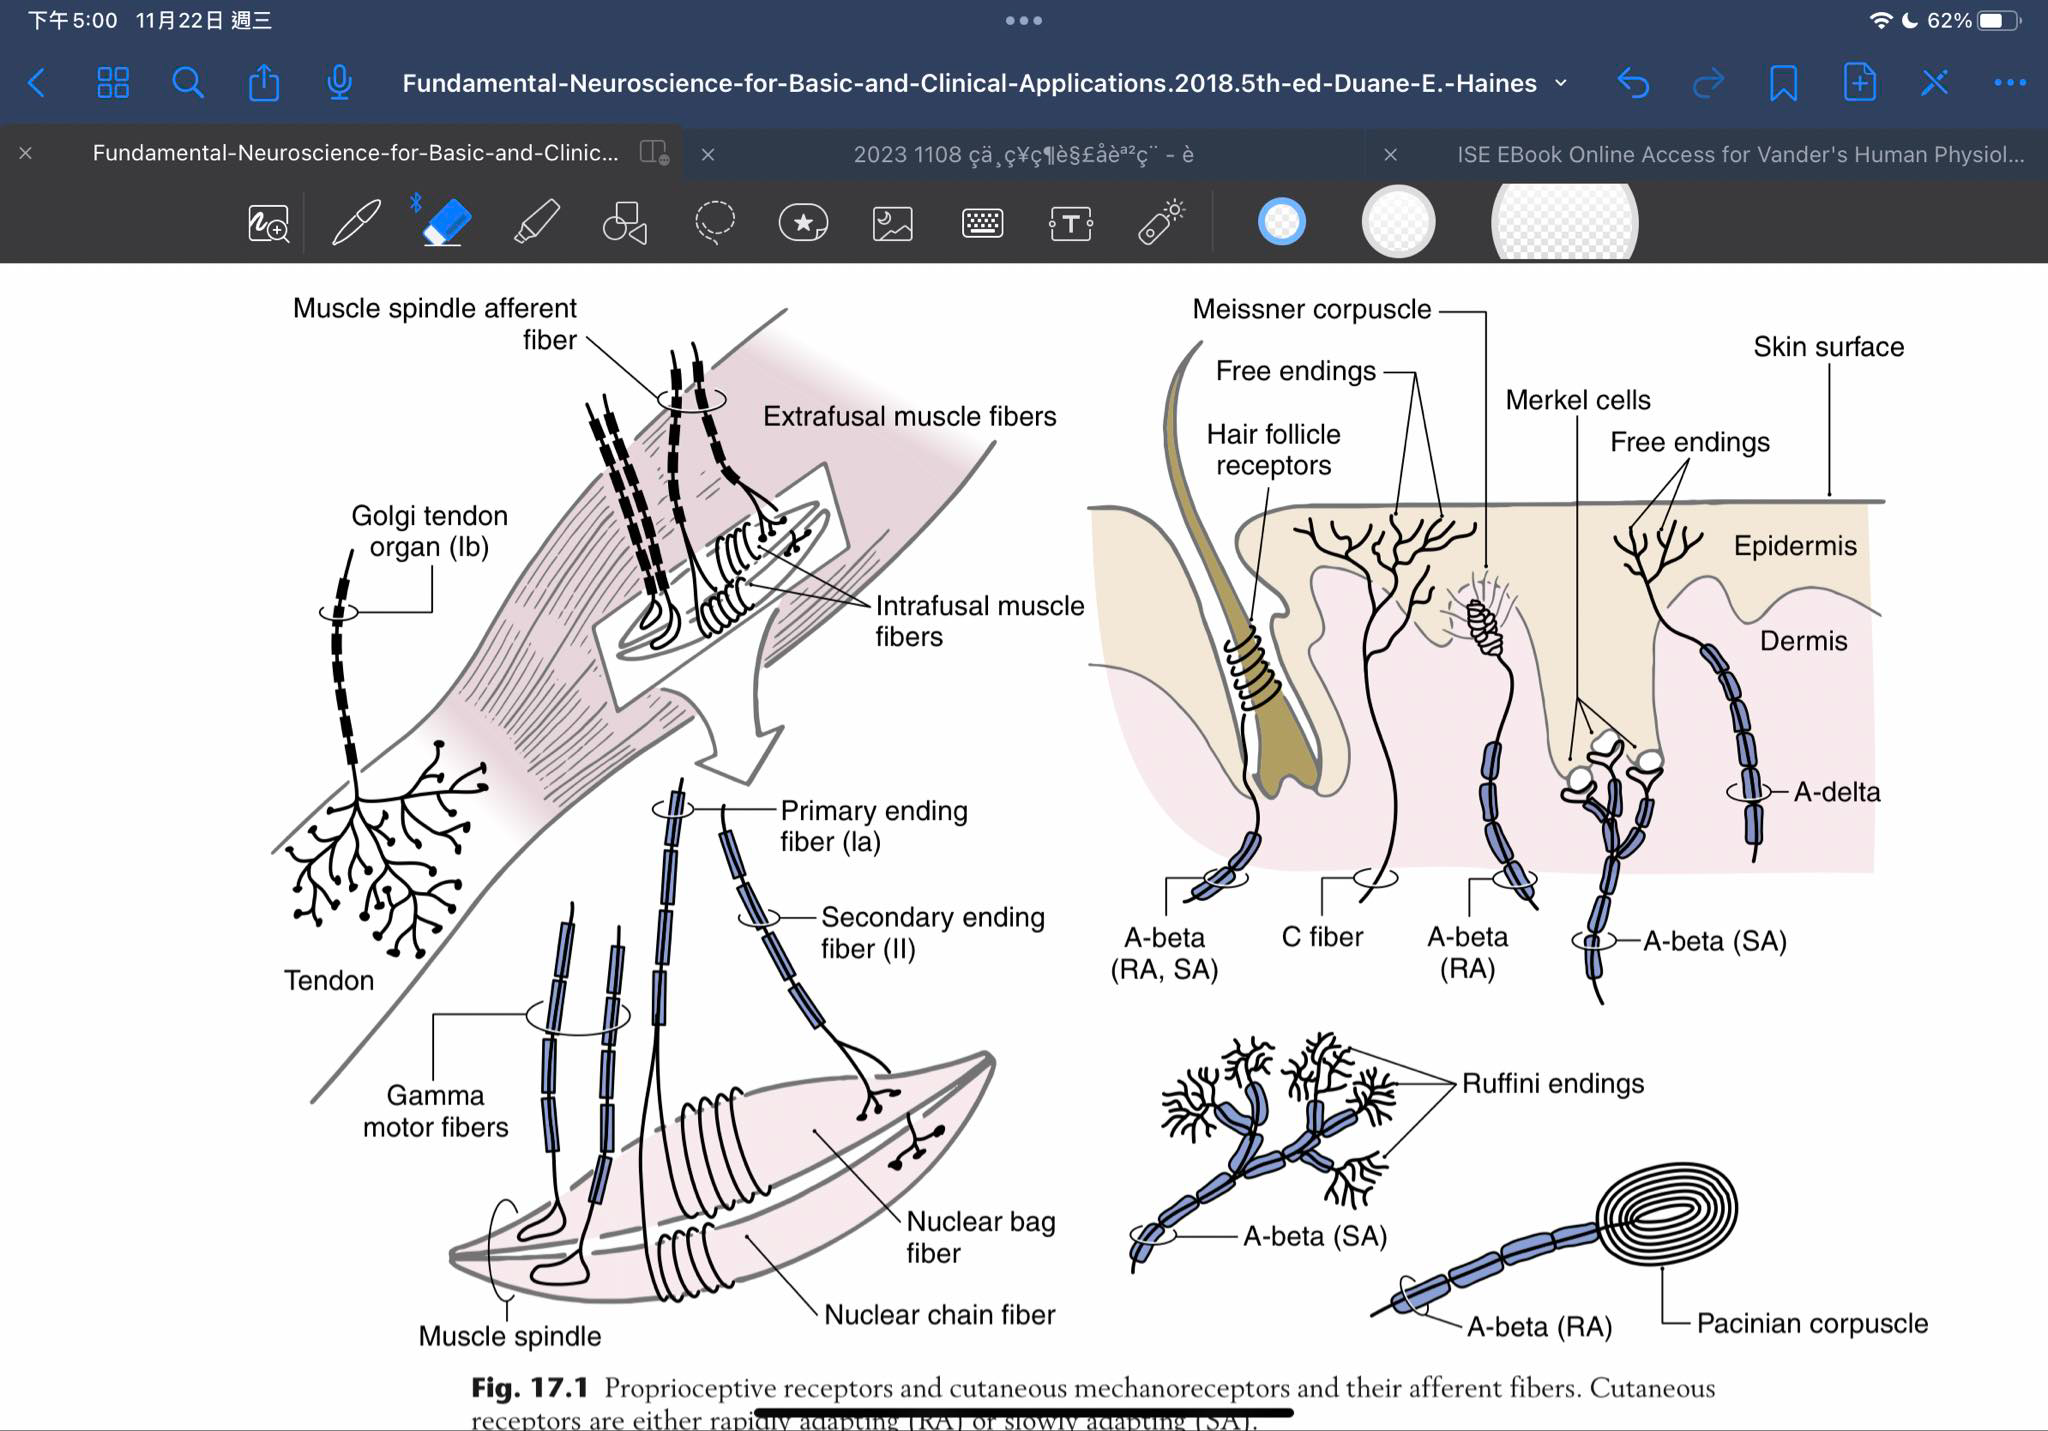 下午5:00 11月22日 週三
62%
Fundamental-Neuroscience-for-Basic-and-Clinical-Applications.2018.5th-ed-Duane-E.-Haines
Fundamental-Neuroscience-for-Basic-and-Clinic...
2023 1108 çä¸ç¥ç¶è§£åèª²ç¨ - è
ISE EBook Online Access for Vander's Human Physiol...
Muscle spindle afferent
fiber
Extrafusal muscle fibers
Golgi tendon
organ (Ib)
Intrafusal muscle
fibers
Primary ending
fiber (Ia)
Secondary ending
fiber (II)
Tendon
Gamma
motor fibers
Nuclear bag
fiber
Nuclear chain fiber
Muscle spindle
Meissner corpuscle
Skin surface
Free endings
Merkel cells
Hair follicle
receptors
Free endings
Epidermis
Dermis
A-delta
A-beta
(RA, SA)
C fiber
A-beta
(RA)
A-beta (SA)
Ruffini endings
A-beta (SA)
A-beta (RA)
Pacinian corpuscle
Fig. 17.1 Proprioceptive receptors and cutaneous mechanoreceptors and their afferent fibers. Cutaneous
receptors are either rapidly adapting (RA) or slowly adapting (SA).